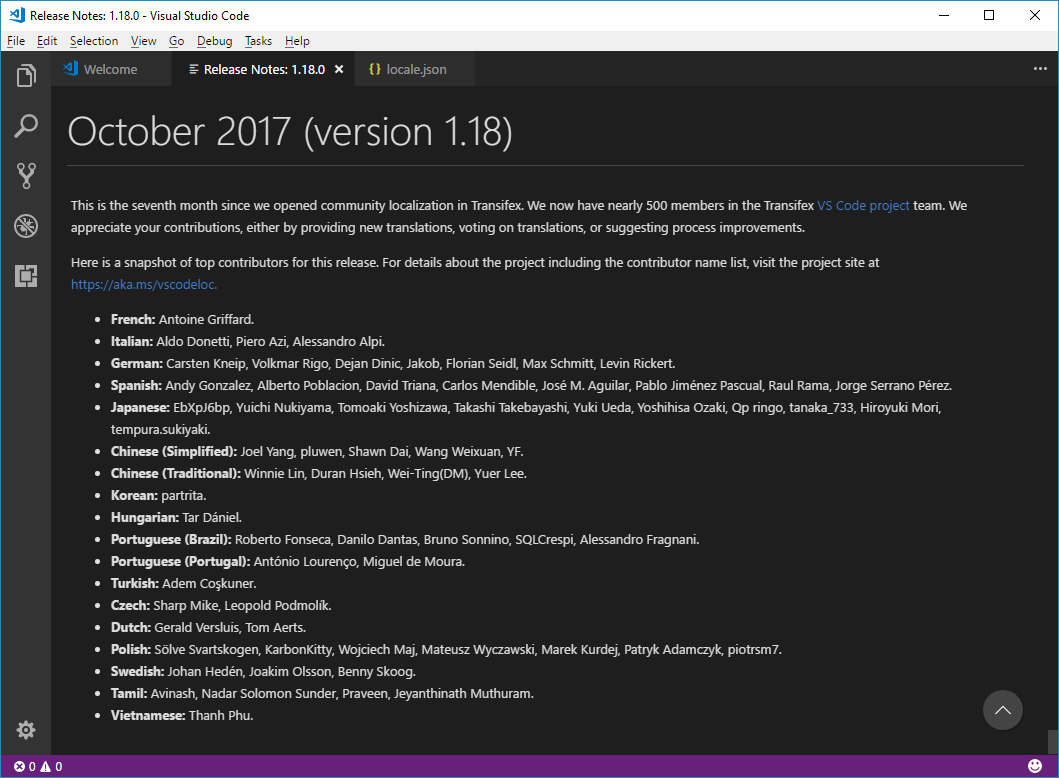 Release Notes: 1.18.0 - Visual Studio Code
File Edit Selection View Go Debug Tasks Help
Welcome Release Notes: 1.18.0 {} locale.json
October 2017 (version 1.18)
This is the seventh month since we opened community localization in Transifex. We now have nearly 500 members in the Transifex VS Code project team. We
appreciate your contributions, either by providing new translations, voting on translations, or suggesting process improvements.
Here is a snapshot of top contributors for this release. For details about the project including the contributor name list, visit the project site at
https://aka.ms/vscodeloc.
• French: Antoine Griffard.
• Italian: Aldo Donetti, Piero Azi, Alessandro Alpi.
• German: Carsten Kneip, Volkmar Rigo, Dejan Dinic, Jakob, Florian Seidl, Max Schmitt, Levin Rickert.
• Spanish: Andy Gonzalez, Alberto Poblacion, David Triana, Carlos Mendible, José M. Aguilar, Pablo Jiménez Pascual, Raul Rama, Jorge Serrano Pérez.
• Japanese: EbXpJ6bp, Yuichi Nukiyama, Tomoaki Yoshizawa, Takashi Takebayashi, Yuki Ueda, Yoshihisa Ozaki, Qp ringo, tanaka_733, Hiroyuki Mori,
tempura.sukiyaki.
• Chinese (Simplified): Joel Yang, pluwen, Shawn Dai, Wang Weixuan, YF.
• Chinese (Traditional): Winnie Lin, Duran Hsieh, Wei-Ting(DM), Yuer Lee.
• Korean: partrita.
• Hungarian: Tar Dániel.
• Portuguese (Brazil): Roberto Fonseca, Danilo Dantas, Bruno Sonnino, SQLCrespi, Alessandro Fragnani.
• Portuguese (Portugal): António Lourenço, Miguel de Moura.
• Turkish: Adem Coşkuner.
• Czech: Sharp Mike, Leopold Podmolík.
• Dutch: Gerald Versluis, Tom Aerts.
• Polish: Sölve Svartskogen, KarbonKitty, Wojciech Maj, Mateusz Wyczawski, Marek Kurdej, Patryk Adamczyk, piotrsm7.
• Swedish: Johan Hedén, Joakim Olsson, Benny Skoog.
• Tamil: Avinash, Nadar Solomon Sunder, Praveen, Jeyanthinath Muthuram.
• Vietnamese: Thanh Phu.
0 0